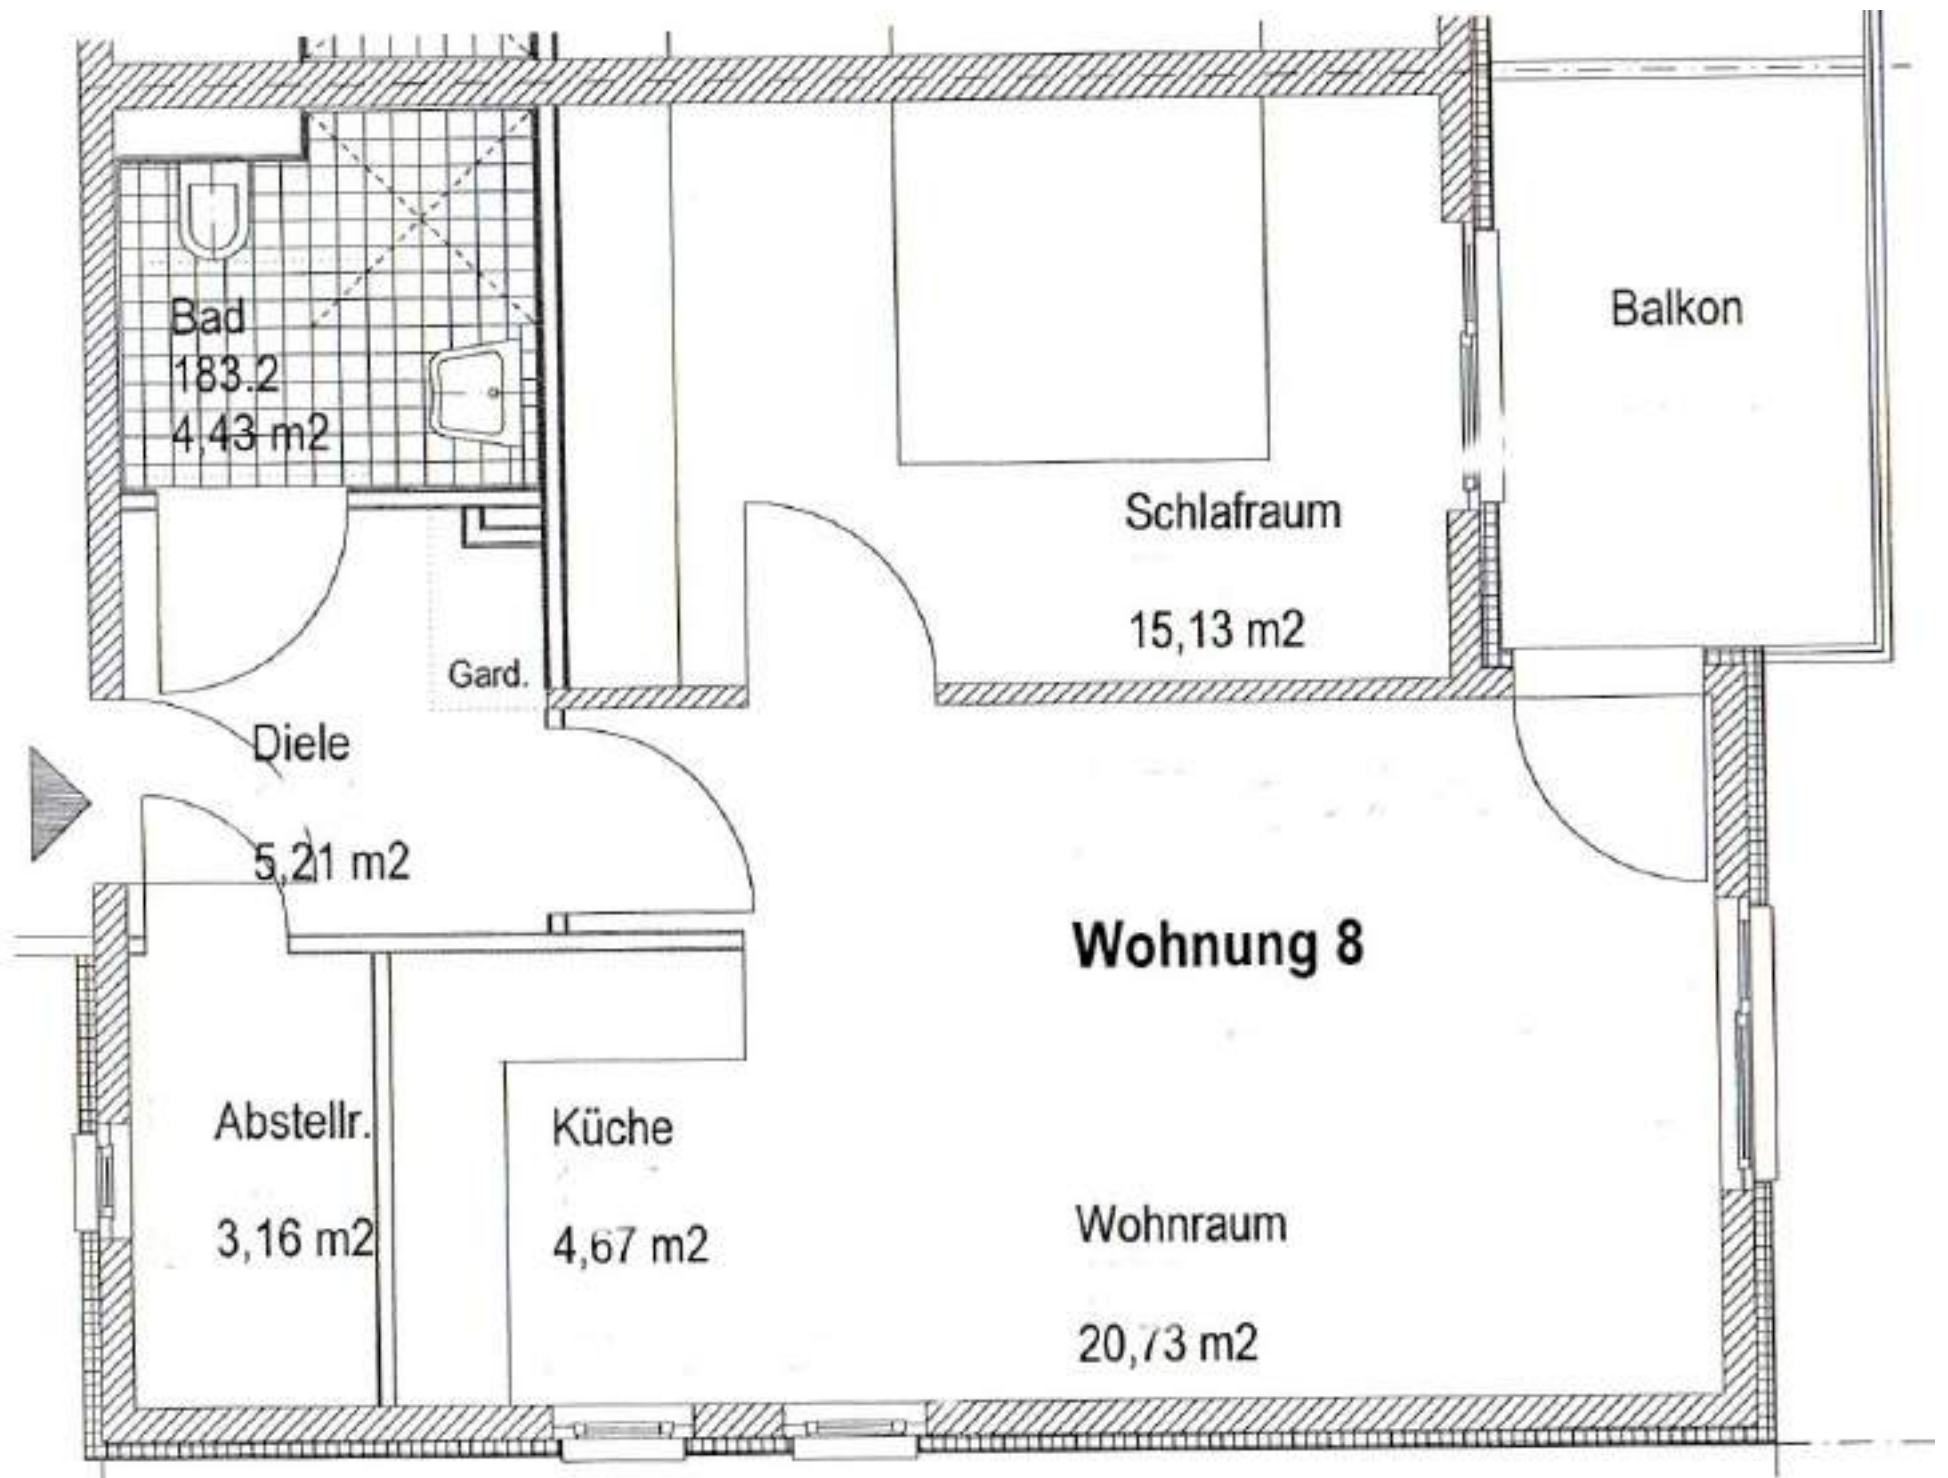 Bad
183.2
4,43 m2
Balkon
Schlafraum
15,13 m2
Gard.
Diele
5,21 m2
Wohnung 8
Abstellr.
3,16 m2
Küche
4,67 m2
Wohnraum
20,73 m2